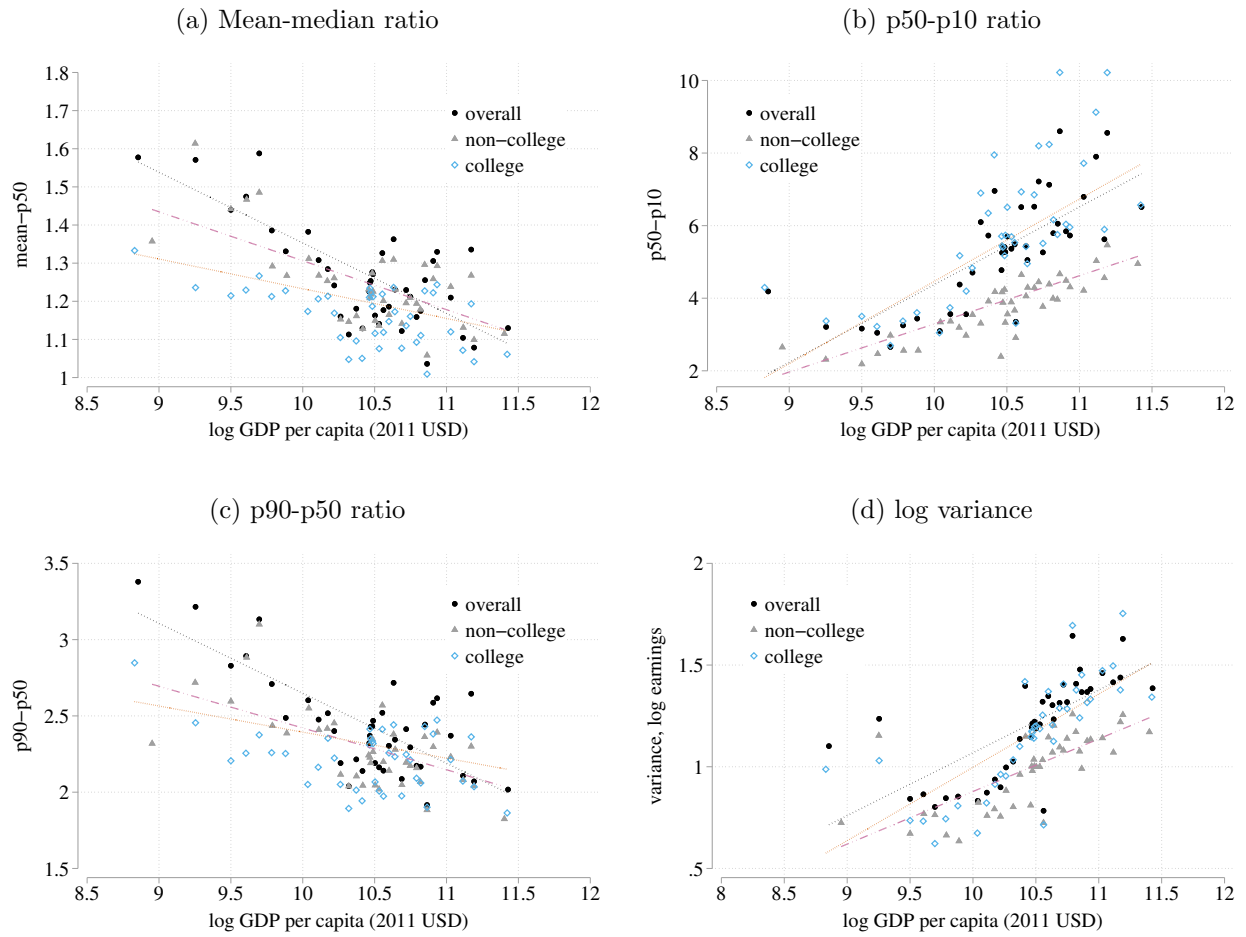 (a) Mean-median ratio
1.8
1.7
1.6
1.5
1.4
1.3
1.2
1.1
1
mean−p50
overall
non−college
college
8.5 9 9.5 10 10.5 11 11.5 12
log GDP per capita (2011 USD)
(b) p50-p10 ratio
10
8
6
4
2
p50−p10
overall
non−college
college
8.5 9 9.5 10 10.5 11 11.5 12
log GDP per capita (2011 USD)
(c) p90-p50 ratio
3.5
3
2.5
2
1.5
p90−p50
overall
non−college
college
8.5 9 9.5 10 10.5 11 11.5 12
log GDP per capita (2011 USD)
(d) log variance
2
1.5
1
.5
variance, log earnings
overall
non−college
college
8 8.5 9 9.5 10 10.5 11 11.5 12
log GDP per capita (2011 USD)